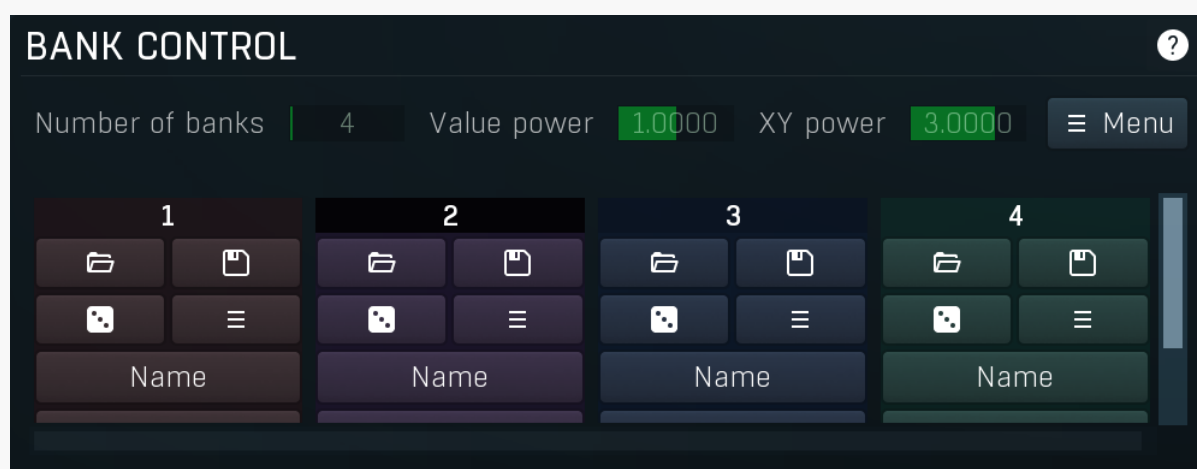 BANK CONTROL ?
Number of banks 4 Value power 1.0000 XY power 3.0000 Menu
1 2 3 4
Name Name Name Name